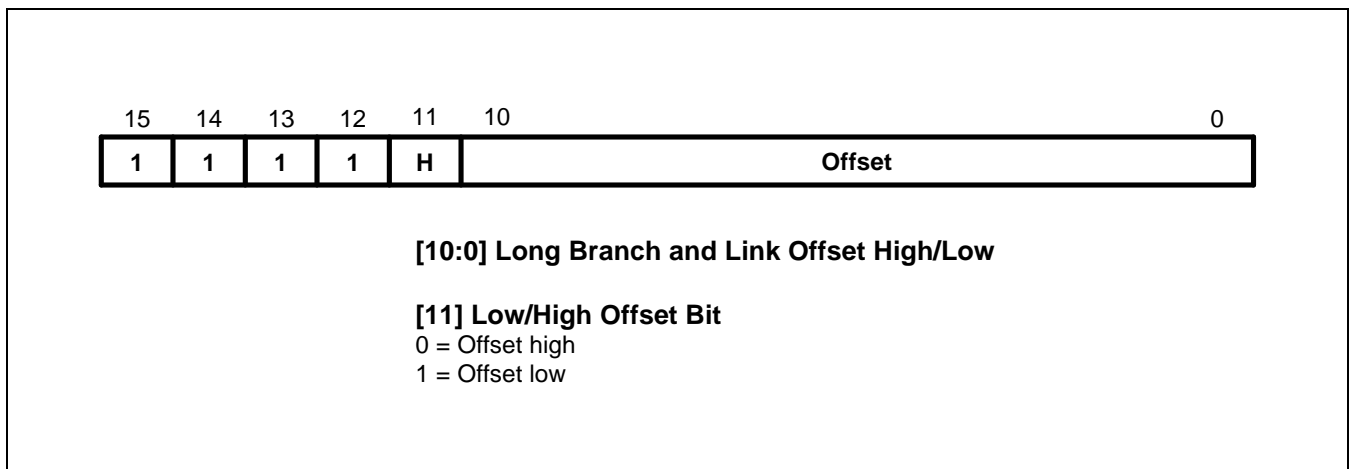 15 14 13 12 11 10 0
1 1 1 1 H Offset
[10:0] Long Branch and Link Offset High/Low
[11] Low/High Offset Bit
0 = Offset high
1 = Offset low